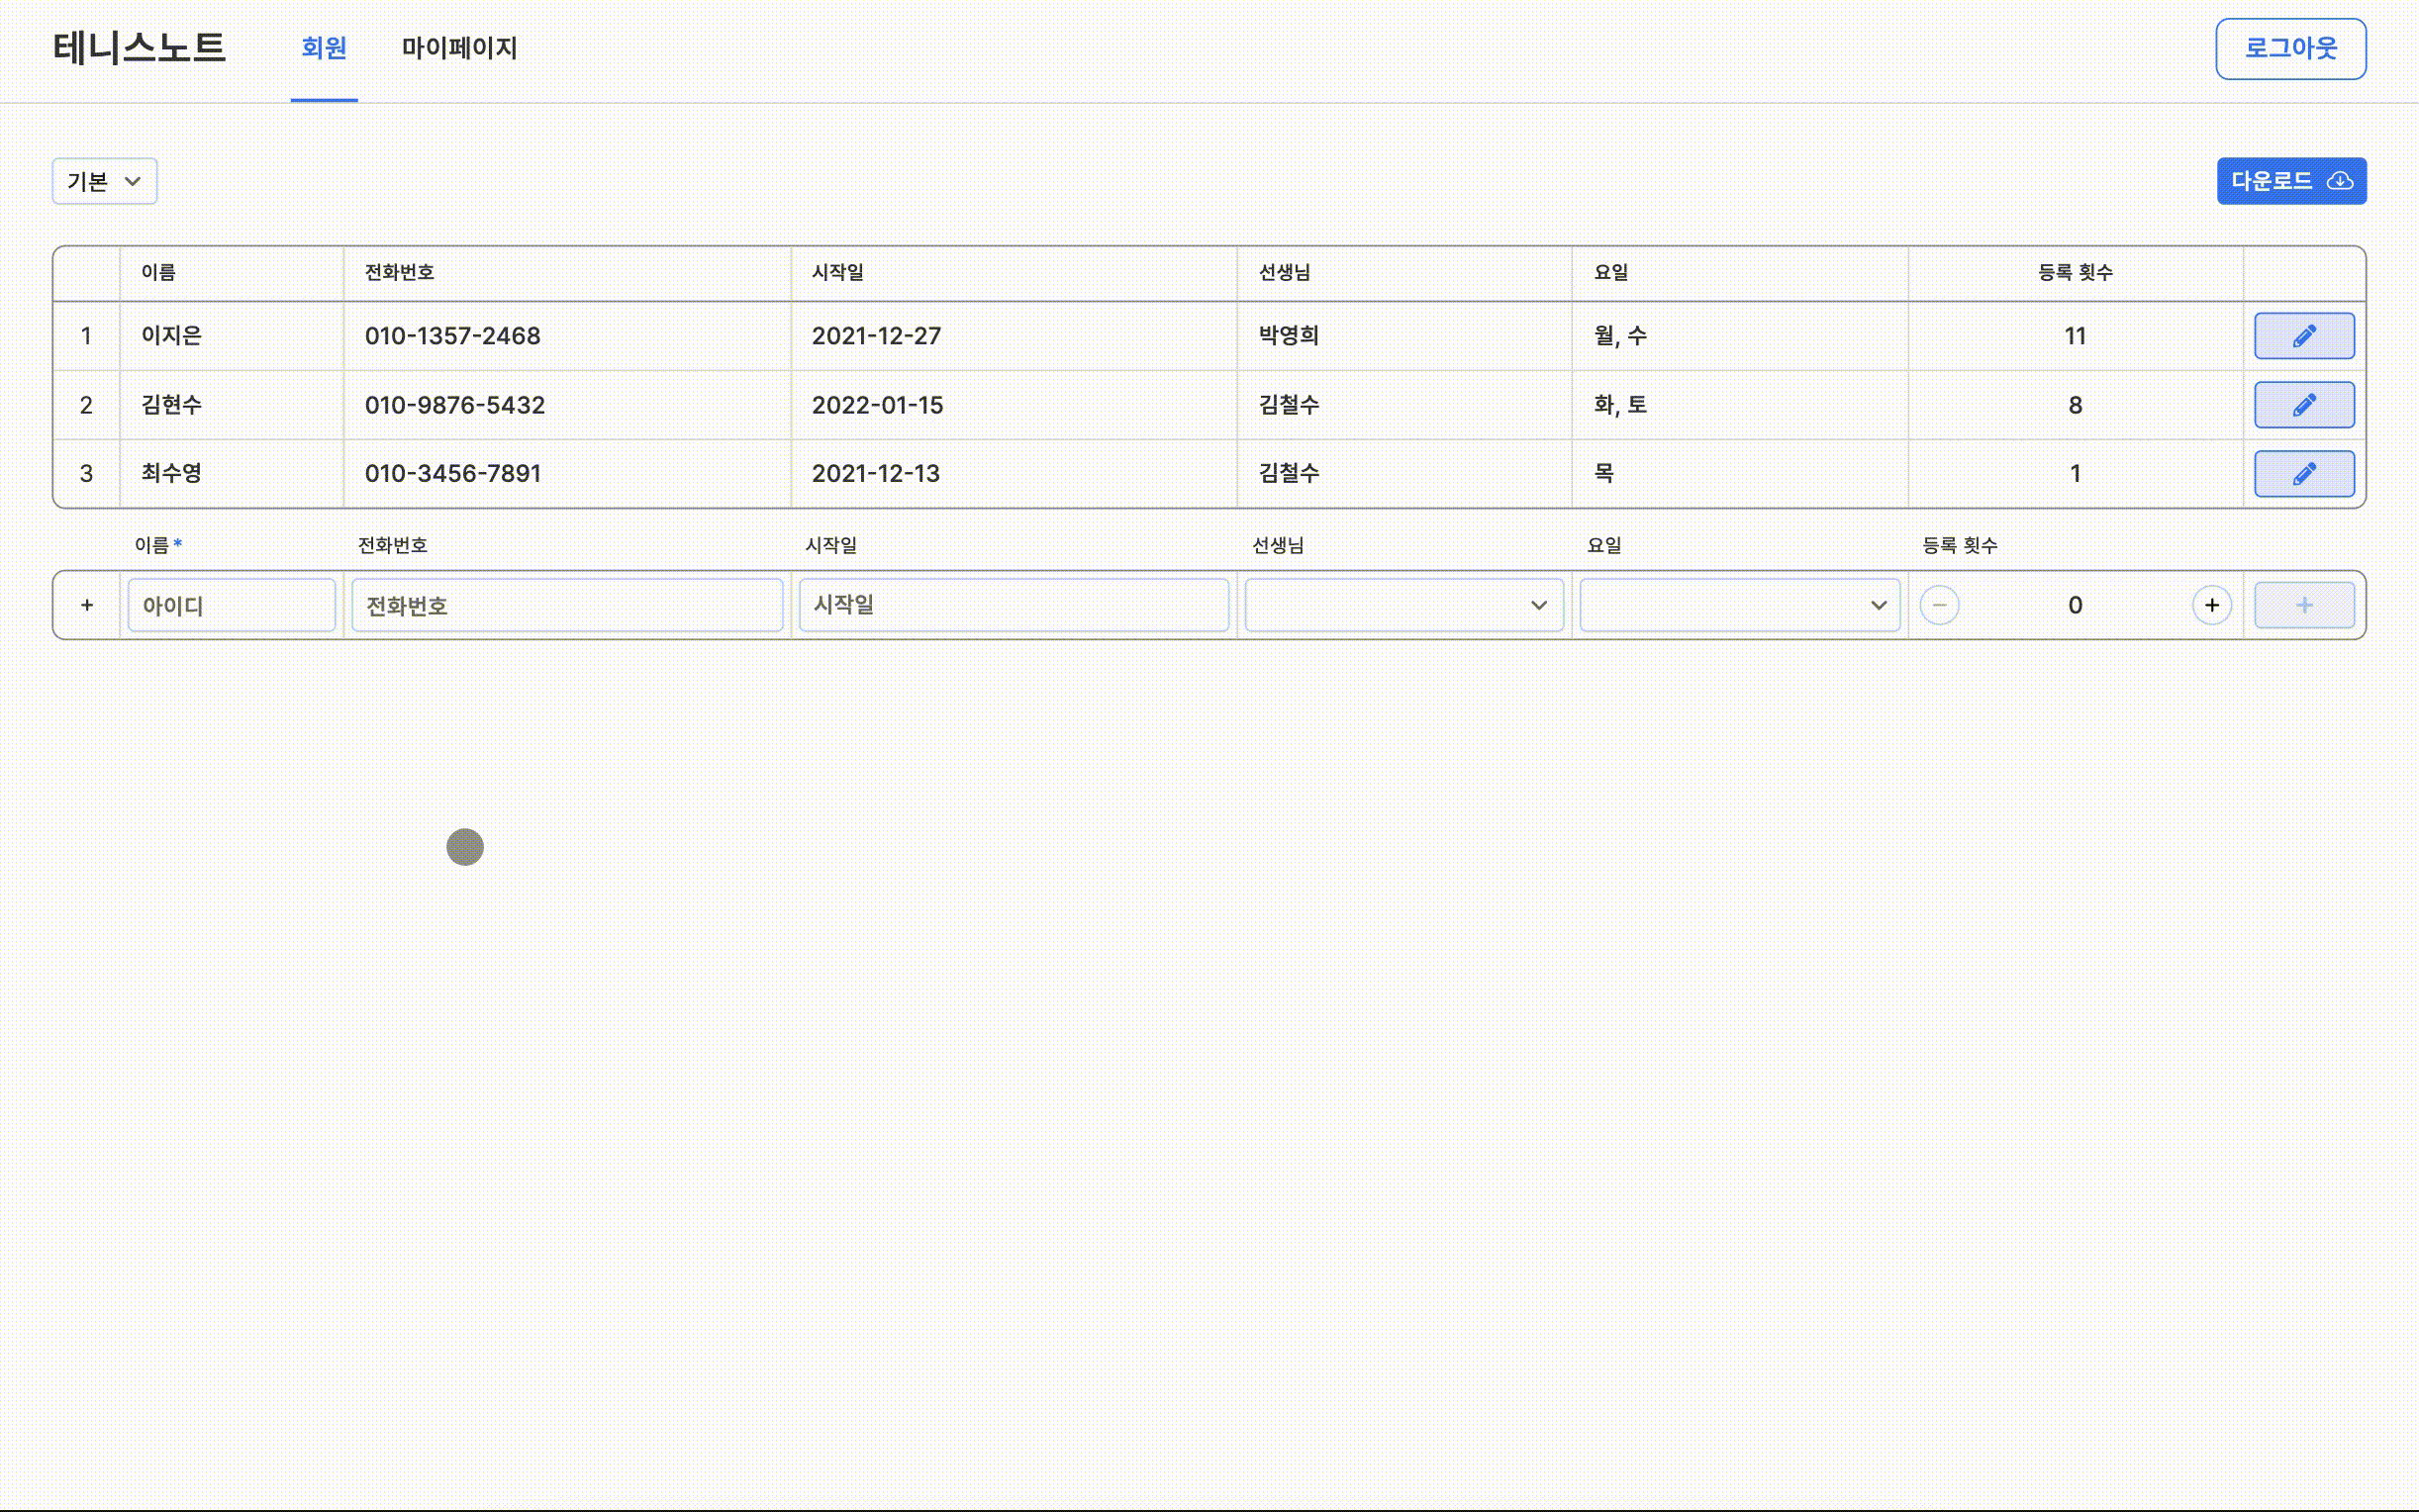 테니스노트 회원 마이페이지 로그아웃
기본 다운로드
이름 전화번호 시작일 선생님 요일 등록 횟수
1 이지은 010-1357-2468 2021-12-27 박영희 월, 수 11
2 김현수 010-9876-5432 2022-01-15 김철수 화, 토 8
3 최수영 010-3456-7891 2021-12-13 김철수 목 1
이름* 전화번호 시작일 선생님 요일 등록 횟수
+ 아이디 전화번호 시작일 − 0 + +